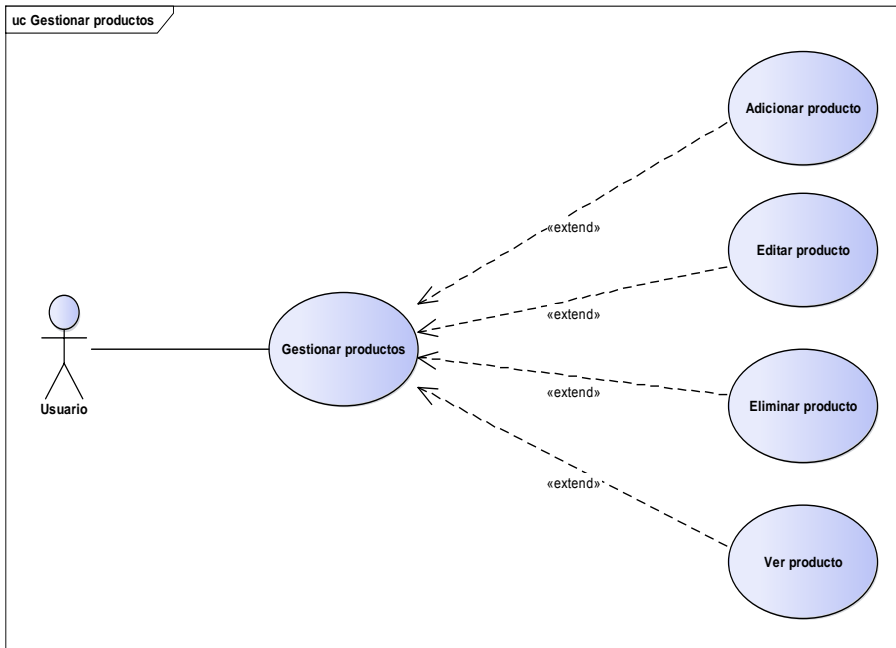 uc Gestionar productos
Adicionar producto
«extend»
Editar producto
«extend»
Gestionar productos
Usuario
«extend»
Eliminar producto
«extend»
Ver producto